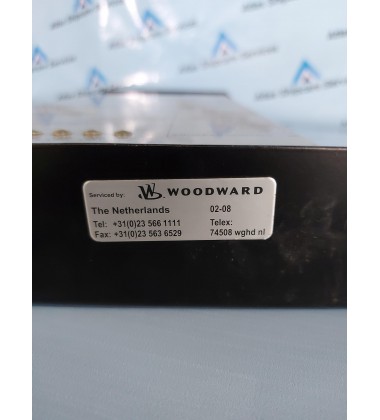 Serviced by: W. WOODWARD
The Netherlands 02-08
Tel: +31(0)23 566 1111 Telex:
Fax: +31(0)23 563 6529 74508 wghd nl